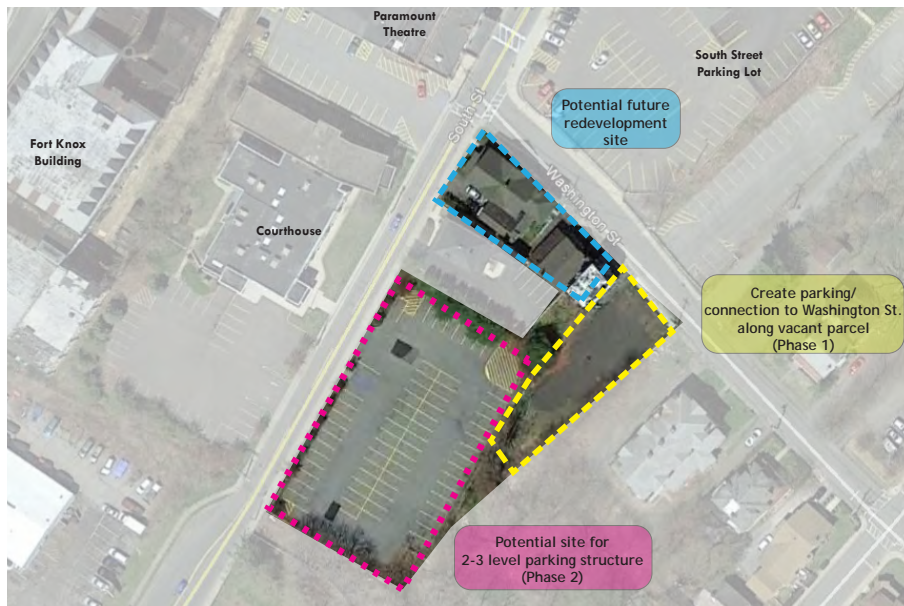 Paramount
Theatre
South Street
Parking Lot
South St
Potential future
redevelopment
site
Fort Knox
Building
Washington St
Courthouse
Create parking/
connection to Washington St.
along vacant parcel
(Phase 1)
Potential site for
2-3 level parking structure
(Phase 2)